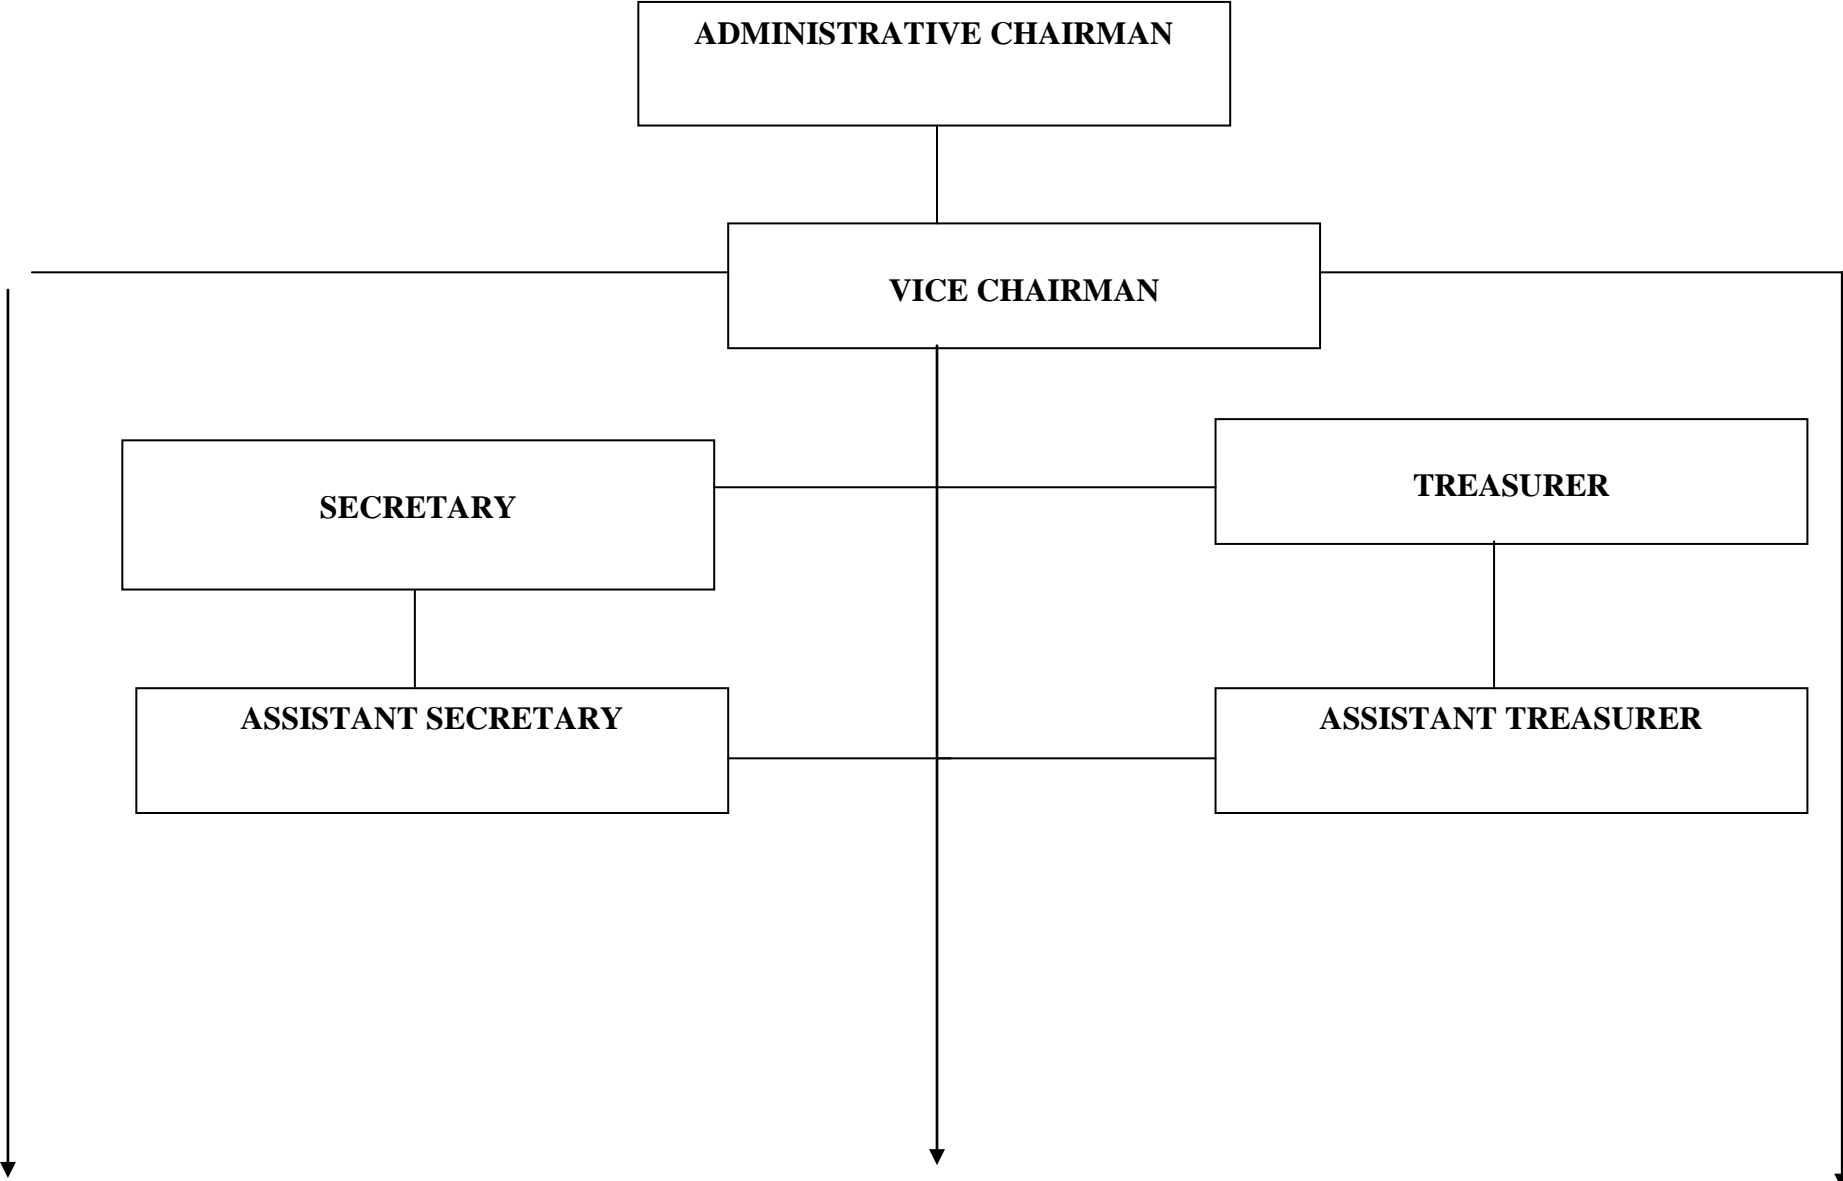 ADMINISTRATIVE CHAIRMAN
VICE CHAIRMAN
SECRETARY
TREASURER
ASSISTANT SECRETARY
ASSISTANT TREASURER